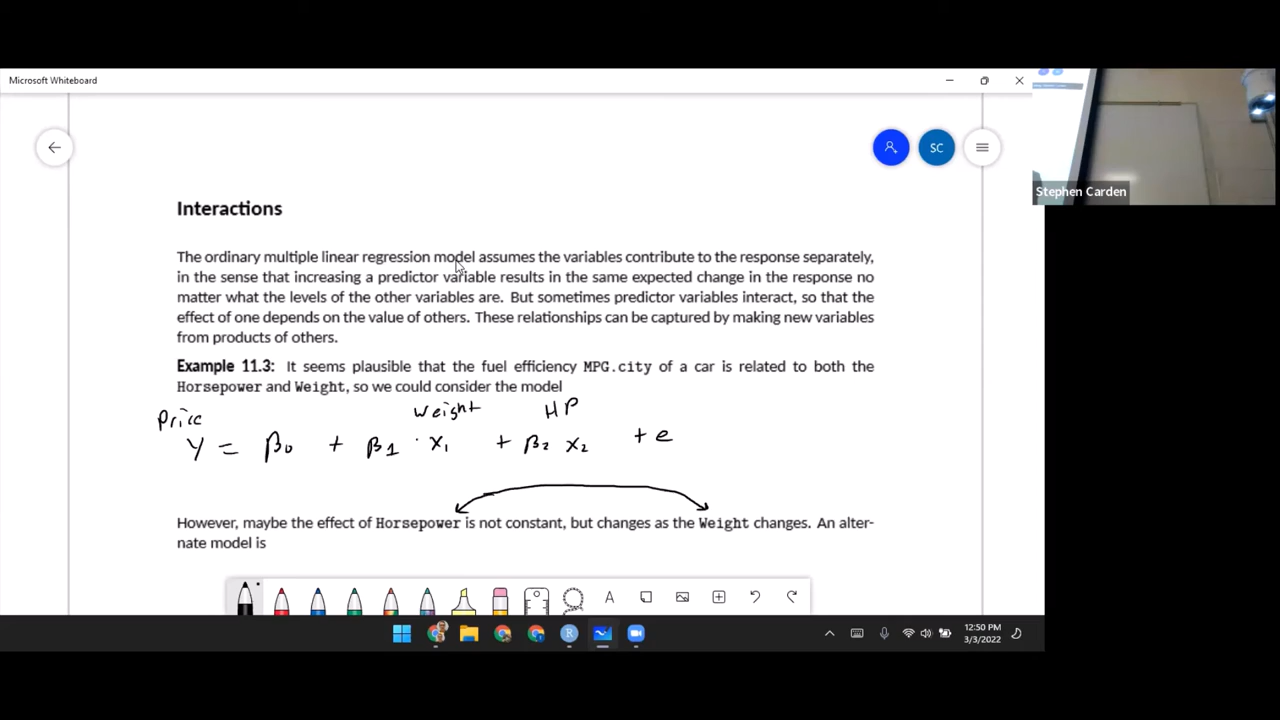 Microsoft Whiteboard
SC
Stephen Carden
Interactions
The ordinary multiple linear regression model assumes the variables contribute to the response separately,
in the sense that increasing a predictor variable results in the same expected change in the response no
matter what the levels of the other variables are. But sometimes predictor variables interact, so that the
effect of one depends on the value of others. These relationships can be captured by making new variables
from products of others.
Example 11.3: It seems plausible that the fuel efficiency MPG.city of a car is related to both the
Horsepower and Weight, so we could consider the model
Price Weight HP
Y = β0 + β1 · x1 + β2 x2 + e
However, maybe the effect of Horsepower is not constant, but changes as the Weight changes. An alter-
nate model is
A
12:50 PM
3/3/2022